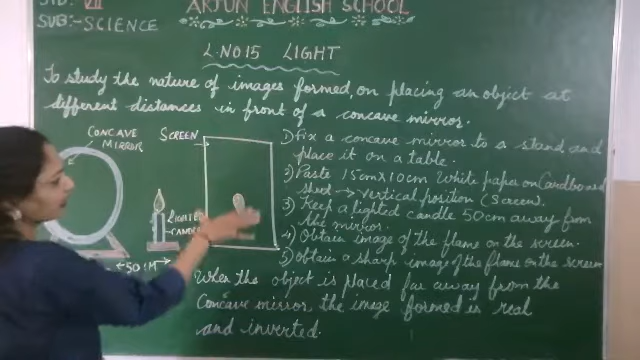 STD:- VII
ARJUN ENGLISH SCHOOL
SUB:- SCIENCE
L.NO 15 LIGHT
To study the nature of images formed, on placing an object at
different distances in front of a concave mirror.
CONCAVE
MIRROR
SCREEN
LIGHTED
CANDLE
50CM
1) Fix a concave mirror to a stand and
place it on a table.
2) Paste 15cm X 10cm White paper on Cardboard
→ Vertical position (Screen)
3) Keep a lighted candle 50cm away from
the mirror.
4) Obtain image of the flame on the screen.
5) Obtain a sharp image of the flame on the screen
When the object is placed far away from the
Concave mirror, the image formed is real
and inverted.